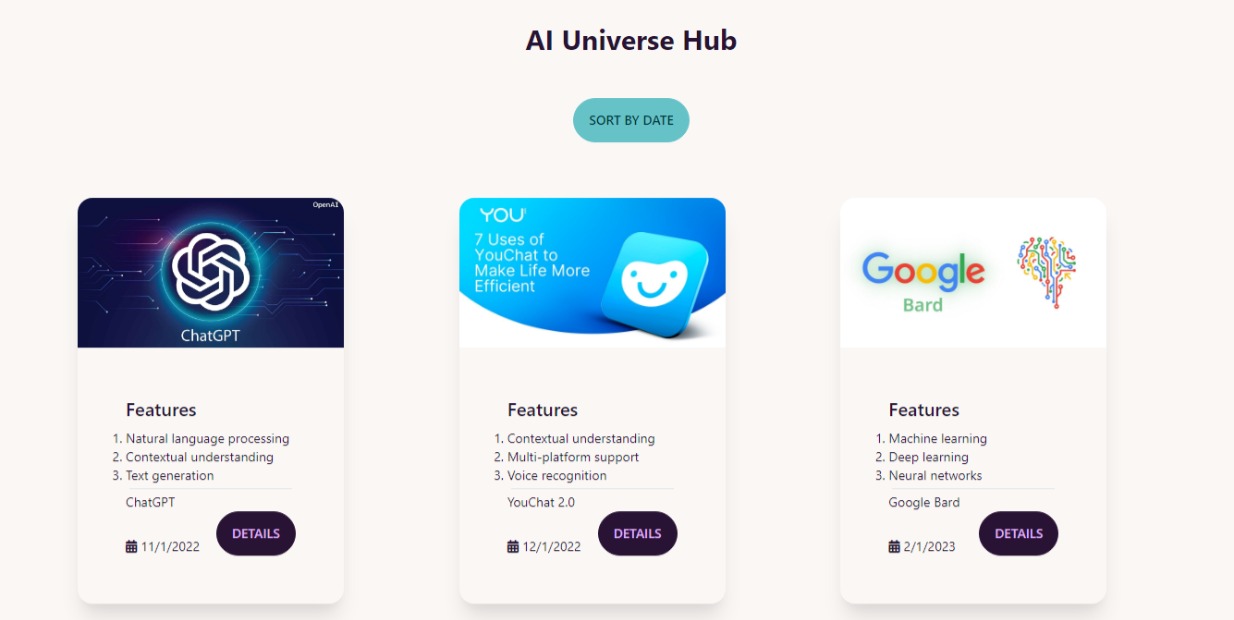 AI Universe Hub
SORT BY DATE
OpenAI
ChatGPT
Features
1. Natural language processing
2. Contextual understanding
3. Text generation
ChatGPT
11/1/2022
DETAILS
YOU
7 Uses of
YouChat to
Make Life More
Efficient
Features
1. Contextual understanding
2. Multi-platform support
3. Voice recognition
YouChat 2.0
12/1/2022
DETAILS
Google
Bard
Features
1. Machine learning
2. Deep learning
3. Neural networks
Google Bard
2/1/2023
DETAILS